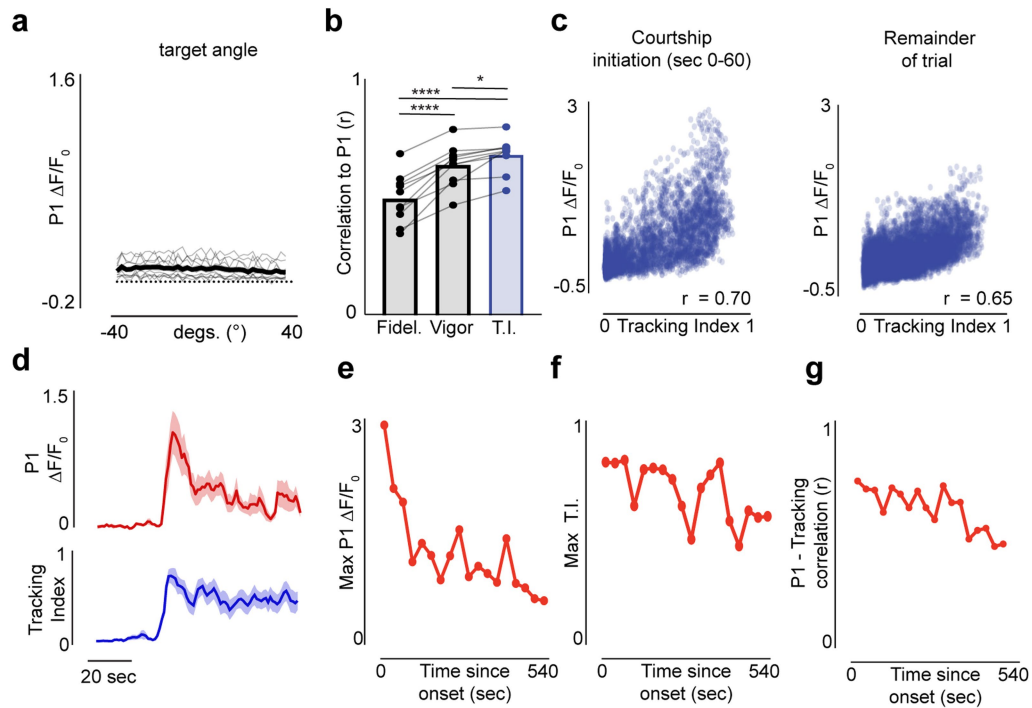 a
target angle
1.6
P1 ΔF/F0
-0.2
-40
40
degs. (°)
b
1
Correlation to P1 (r)
0
****
****
*
Fidel. Vigor T.I.
c
Courtship
initiation (sec 0-60)
3
P1 ΔF/F0
-0.5
r = 0.70
0 Tracking Index 1
Remainder
of trial
3
P1 ΔF/F0
-0.5
r = 0.65
0 Tracking Index 1
d
1.5
P1
ΔF/F0
0
1
Tracking
Index
0
20 sec
e
3
Max P1 ΔF/F0
0
0 Time since 540
onset (sec)
f
1
Max T.I.
0
0 Time since 540
onset (sec)
g
1
P1 - Tracking
correlation (r)
0
0 Time since 540
onset (sec)